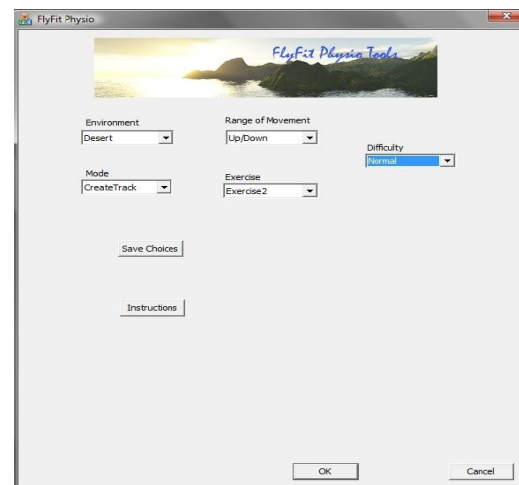 FlyFit Physio
FlyFit Physio Tools
Environment
Desert
Range of Movement
Up/Down
Difficulty
Normal
Mode
CreateTrack
Exercise
Exercise2
Save Choices
Instructions
OK
Cancel